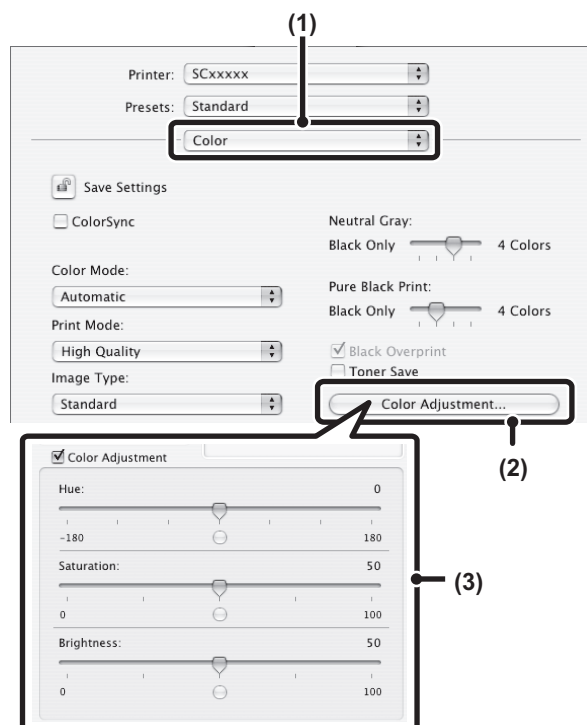 (1)
Printer: SCxxxxx
Presets: Standard
Color
Save Settings
ColorSync
Neutral Gray:
Black Only 4 Colors
Color Mode:
Automatic
Pure Black Print:
Black Only 4 Colors
Print Mode:
High Quality
Black Overprint
Toner Save
Image Type:
Standard
Color Adjustment...
(2)
Color Adjustment
Hue: 0
-180 180
Saturation: 50
0 100
(3)
Brightness: 50
0 100